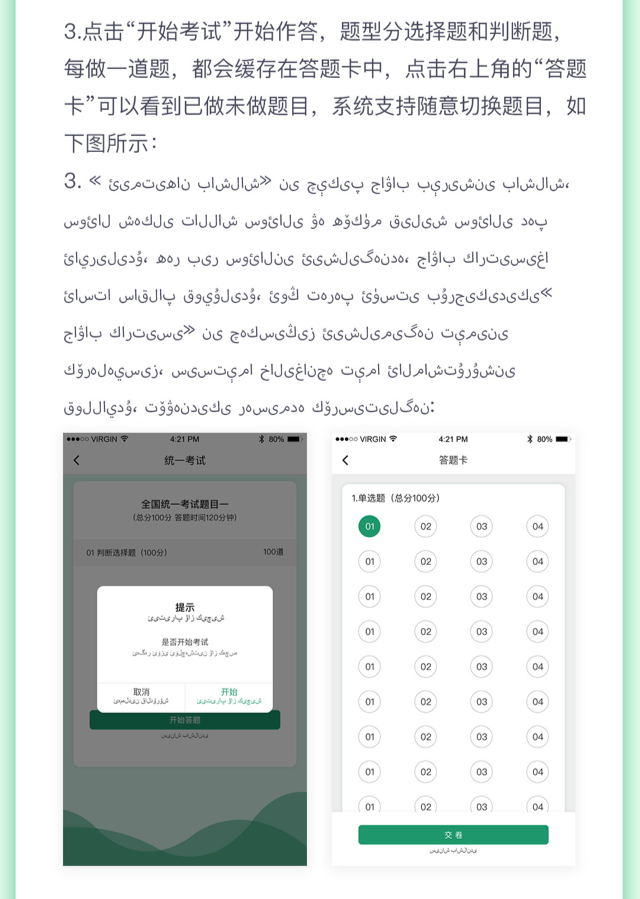 3.点击“开始考试”开始作答，题型分选择题和判断题，
每做一道题，都会缓存在答题卡中，点击右上角的“答题
卡”可以看到已做未做题目，系统支持随意切换题目，如
下图所示：
3. « ئىمتىھان باشلاش» نى چېكىپ جاۋاب بېرىشنى باشلاش،
سوئال شەكلى تاللاش سوئالى ۋە ھۆكۈم قىلىش سوئالى دەپ
ئايرىلىدۇ، ھەر بىر سوئالنى ئىشلىگەندە، جاۋاب كارتىسىغا
ئاستا ساقلاپ قويۇلىدۇ، ئوڭ تەرەپ ئۈستى بۇرجىكىدىكى»
جاۋاب كارتىسى» نى چەكسىڭىز ئىشلىمىگەن تېمىنى
كۆرەلەيسىز، سىستېما خالىغانچە تېما ئالماشتۇرۇشنى
قوللايدۇ، تۆۋەندىكى رەسىمدە كۆرسىتىلگەن:
VIRGIN 4:21 PM 80%
统一考试
全国统一考试题目一
(总分100分 答题时间120分钟)
01 判断选择题（100分） 100道
提示
是否开始考试
取消 开始
开始答题
VIRGIN 4:21 PM 80%
答题卡
1.单选题（总分100分）
01 02 03 04
01 02 03 04
01 02 03 04
01 02 03 04
01 02 03 04
01 02 03 04
01 02 03 04
01 02 03 04
01 02 03 04
交 卷